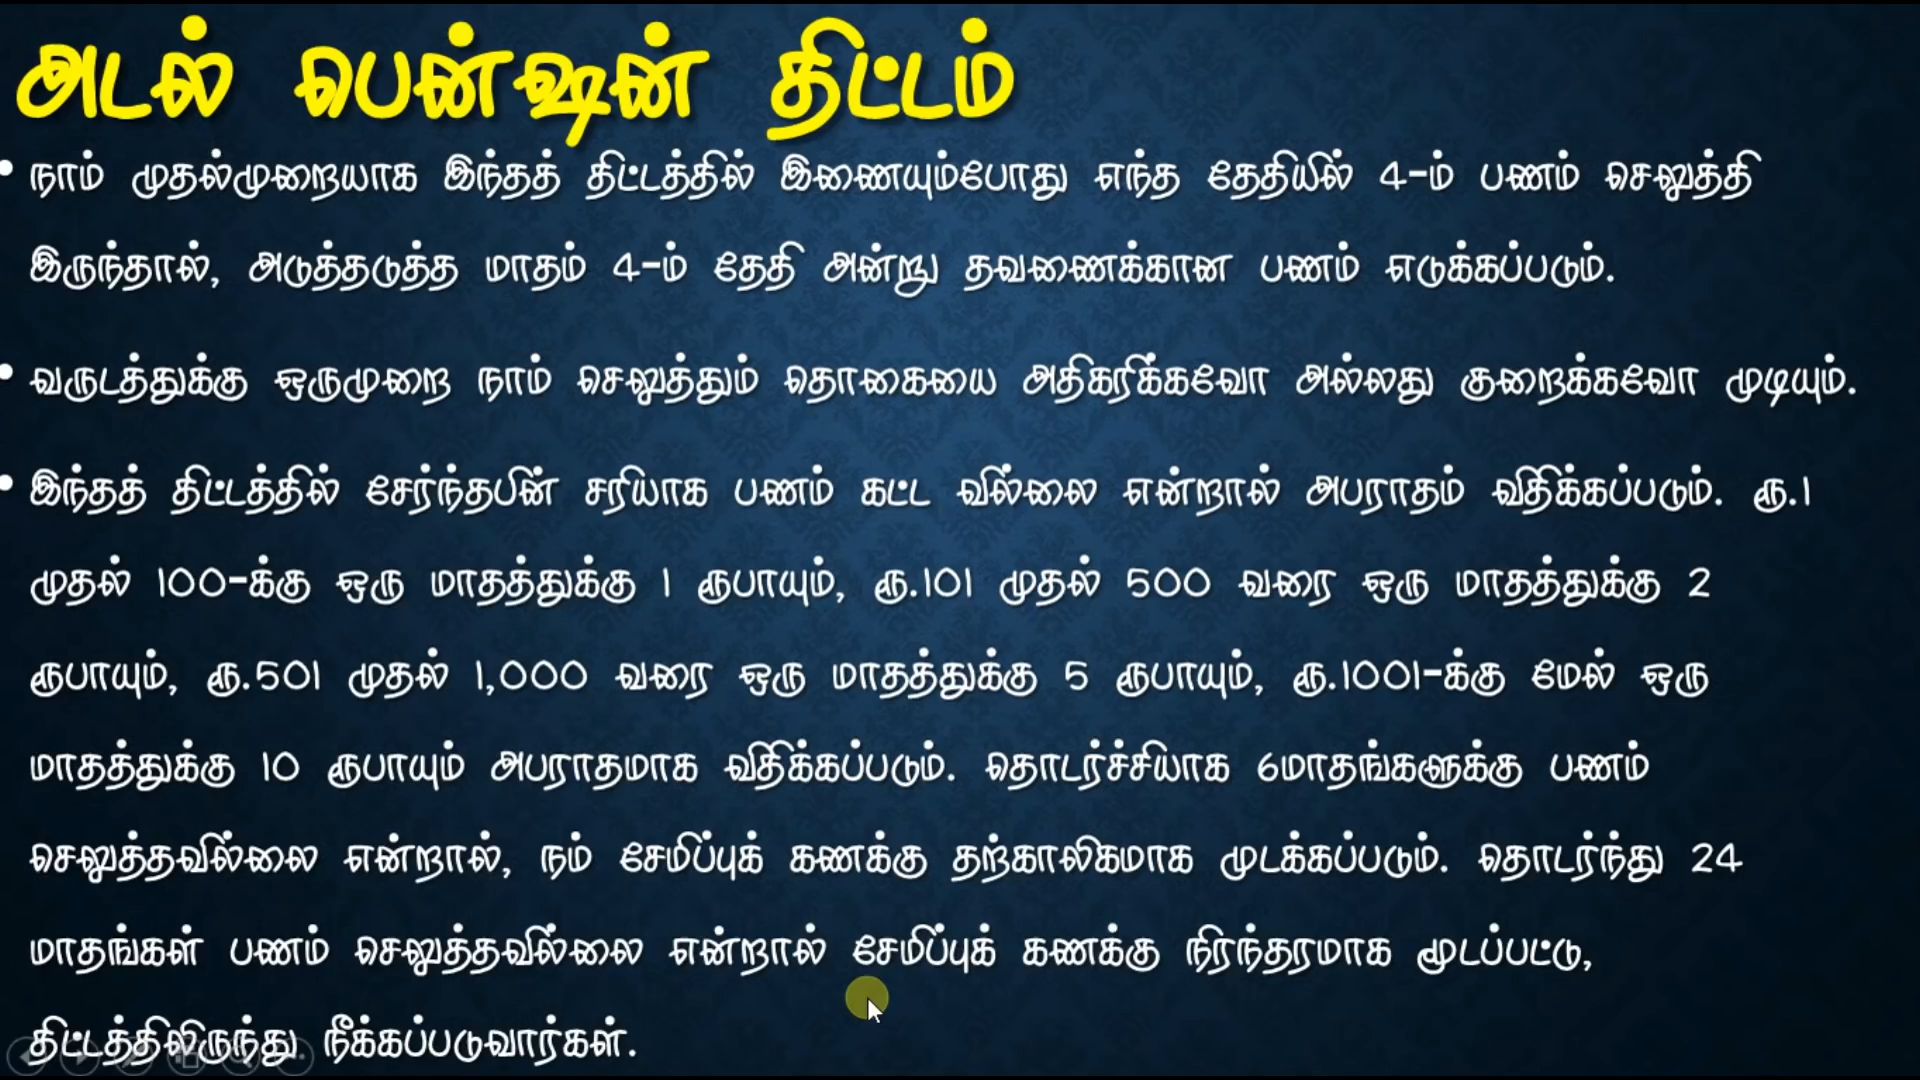 அடல் பென்ஷன் திட்டம்
• நாம் முதல்முறையாக இந்தத் திட்டத்தில் இணையும்போது எந்த தேதியில் 4-ம் பணம் செலுத்தி
இருந்தால், அடுத்தடுத்த மாதம் 4-ம் தேதி அன்று தவணைக்கான பணம் எடுக்கப்படும்.
• வருடத்துக்கு ஒருமுறை நாம் செலுத்தும் தொகையை அதிகரிக்கவோ அல்லது குறைக்கவோ முடியும்.
• இந்தத் திட்டத்தில் சேர்ந்தபின் சரியாக பணம் கட்ட வில்லை என்றால் அபராதம் விதிக்கப்படும். ரூ.1
முதல் 100-க்கு ஒரு மாதத்துக்கு 1 ரூபாயும், ரூ.101 முதல் 500 வரை ஒரு மாதத்துக்கு 2
ரூபாயும், ரூ.501 முதல் 1,000 வரை ஒரு மாதத்துக்கு 5 ரூபாயும், ரூ.1001-க்கு மேல் ஒரு
மாதத்துக்கு 10 ரூபாயும் அபராதமாக விதிக்கப்படும். தொடர்ச்சியாக 6மாதங்களுக்கு பணம்
செலுத்தவில்லை என்றால், நம் சேமிப்புக் கணக்கு தற்காலிகமாக முடக்கப்படும். தொடர்ந்து 24
மாதங்கள் பணம் செலுத்தவில்லை என்றால் சேமிப்புக் கணக்கு நிரந்தரமாக மூடப்பட்டு,
திட்டத்திலிருந்து நீக்கப்படுவார்கள்.